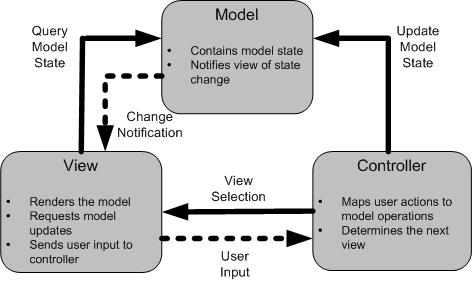 Model
• Contains model state
• Notifies view of state
change
Query
Model
State
Update
Model
State
Change
Notification
View
• Renders the model
• Requests model
updates
• Sends user input to
controller
View
Selection
User
Input
Controller
• Maps user actions to
model operations
• Determines the next
view